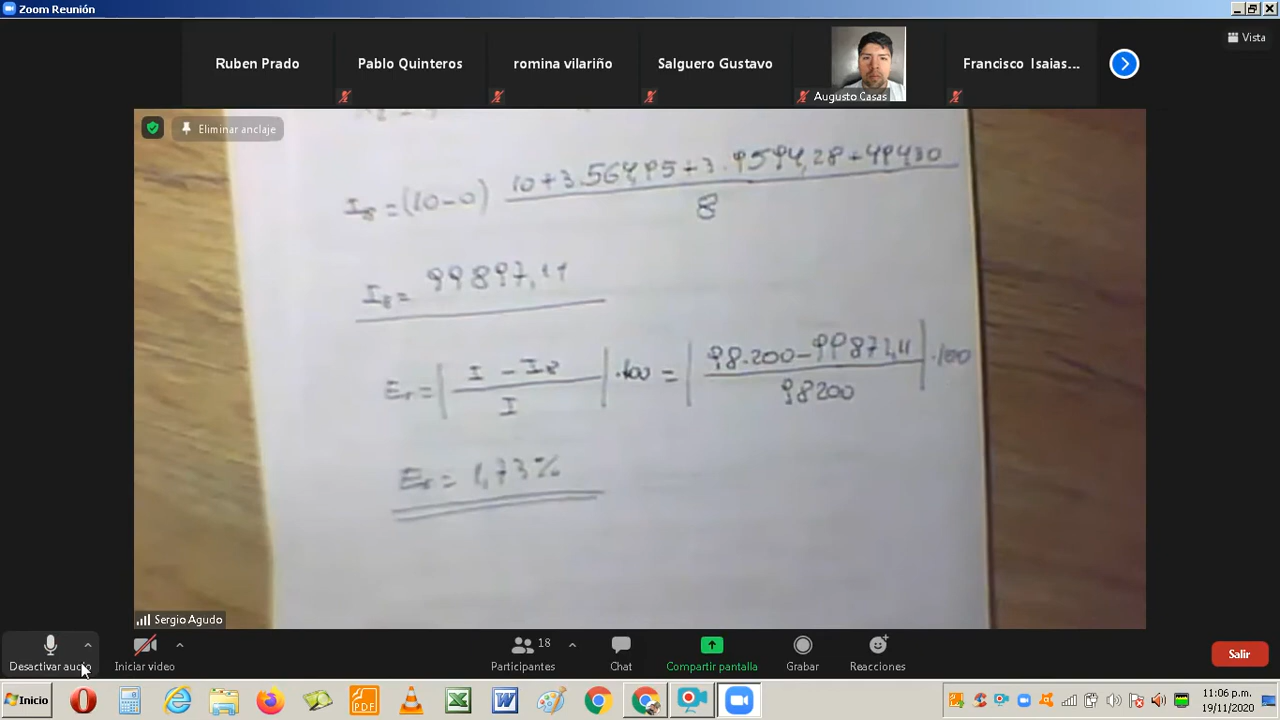 Zoom Reunión
Vista
Ruben Prado
Pablo Quinteros
romina vilariño
Salguero Gustavo
Augusto Casas
Francisco Isaias...
Eliminar anclaje
I₈ = (10-0) 10+3.564,95+3.9594,28+49430
8
I₈ = 99897,11
Er = | I - I₈ | .100 = | 98.200-99871,11 | .100
I 98200
Er = 1,73%
Sergio Agudo
Desactivar audio
Iniciar video
18
Participantes
Chat
Compartir pantalla
Grabar
Reacciones
Salir
Inicio
PDF
11:06 p.m.
19/11/2020